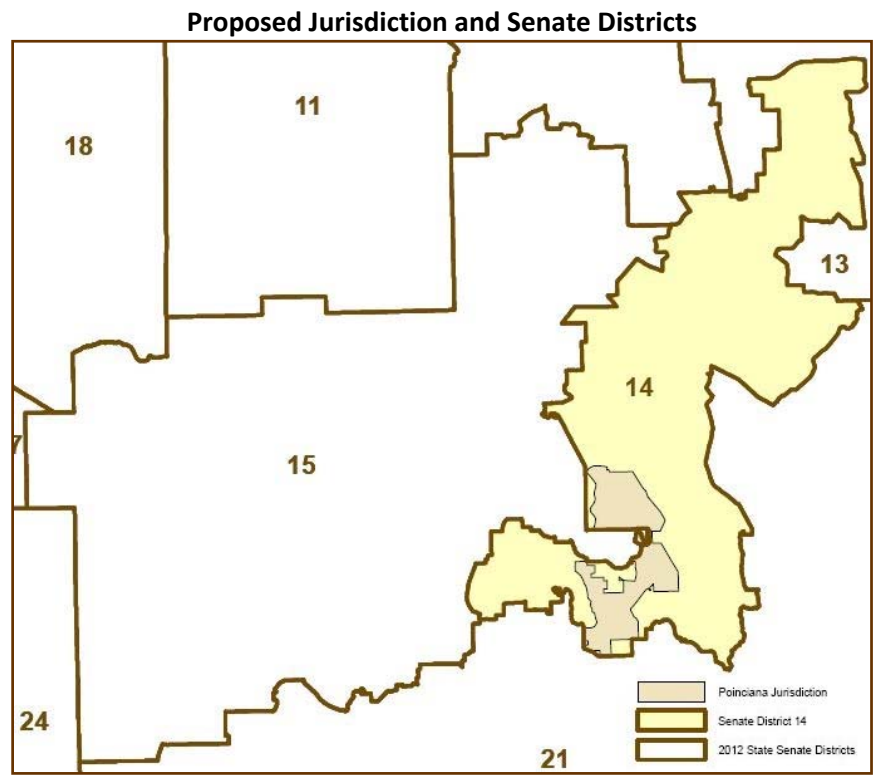 Proposed Jurisdiction and Senate Districts
11
18
13
14
7
15
Poinciana Jurisdiction
Senate District 14
24
2012 State Senate Districts
21